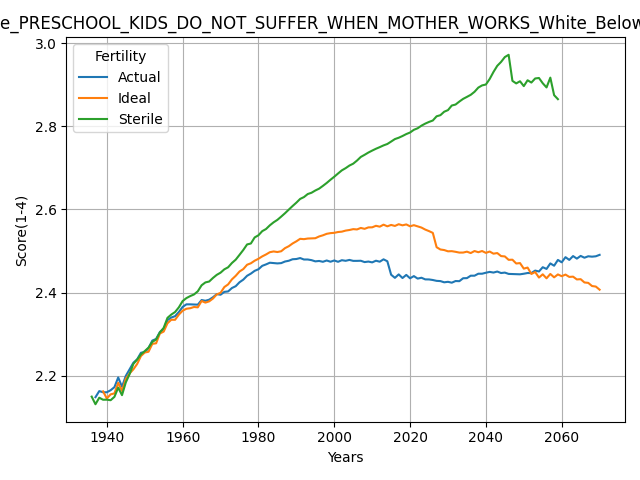 e_PRESCHOOL_KIDS_DO_NOT_SUFFER_WHEN_MOTHER_WORKS_White_Below
3.0
2.8
2.6
2.4
2.2
Score(1-4)
Fertility
Actual
Ideal
Sterile
1940 1960 1980 2000 2020 2040 2060
Years